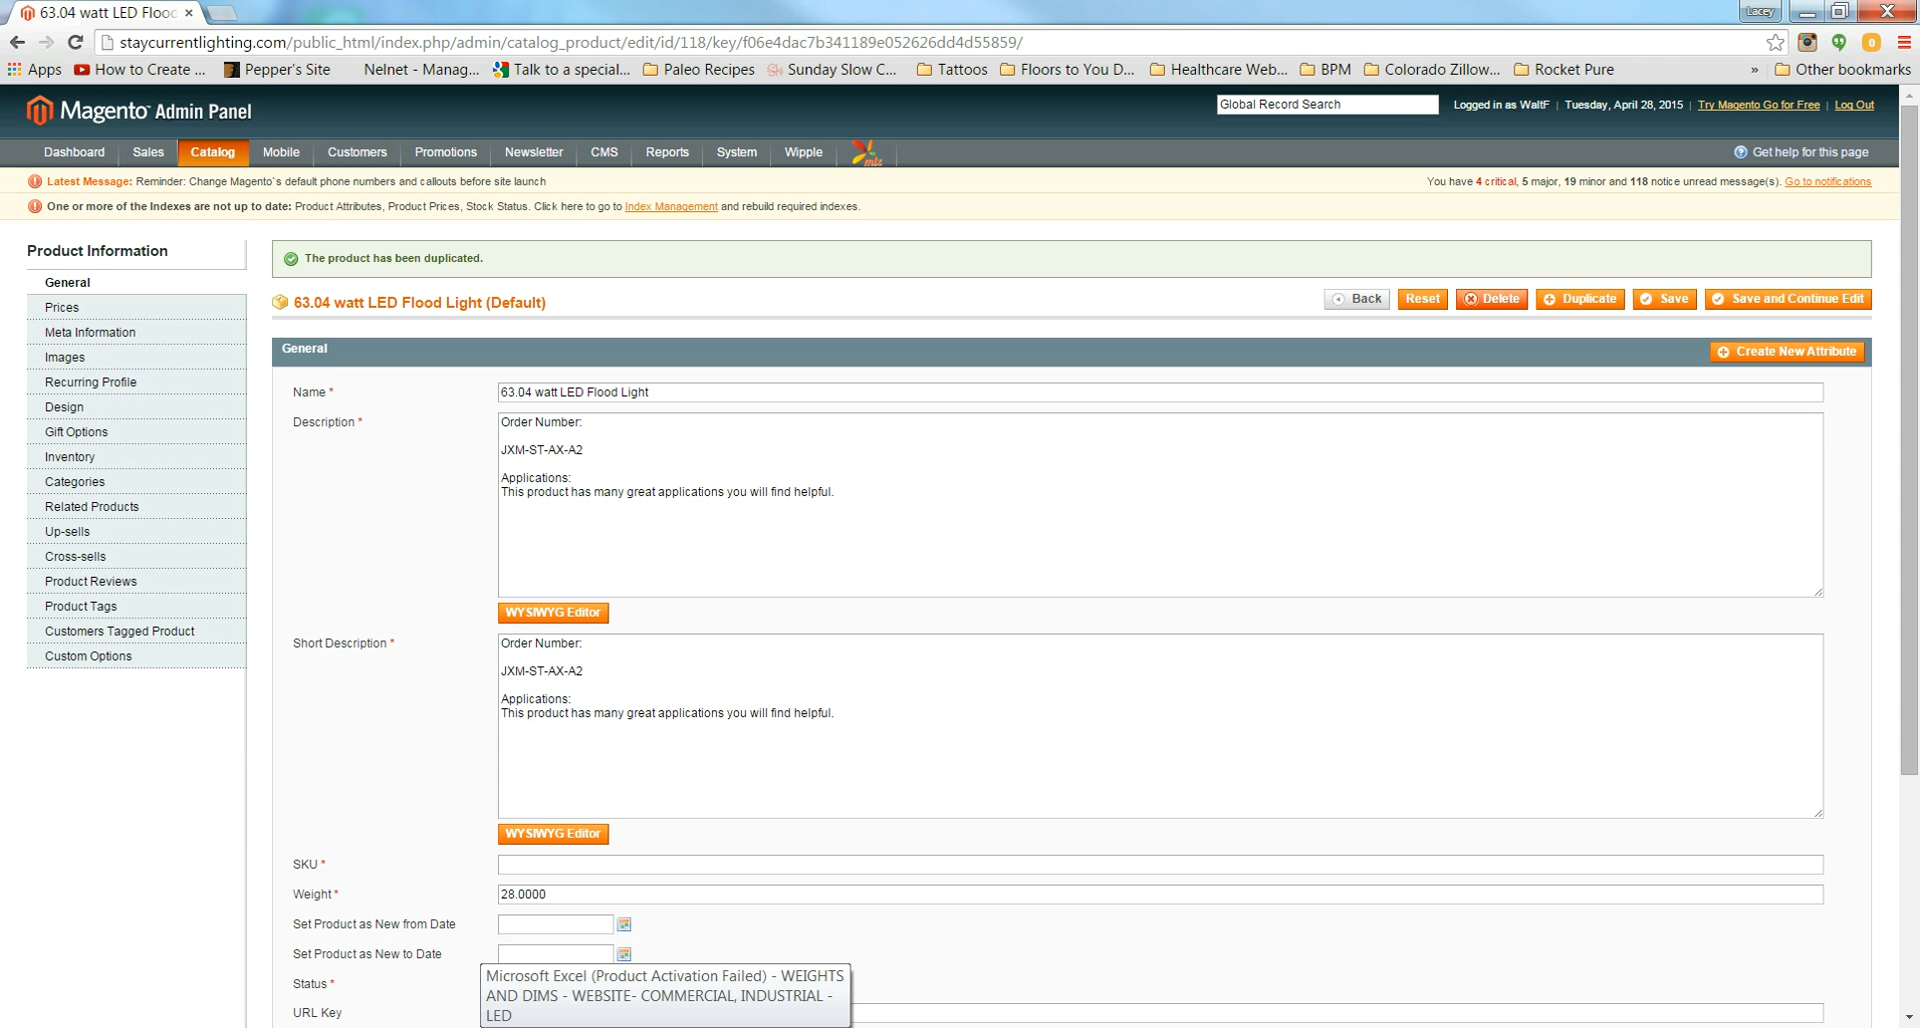 63.04 watt LED Flood
Lacey
staycurrentlighting.com/public_html/index.php/admin/catalog_product/edit/id/118/key/f06e4dac7b341189e052626dd4d55859/
0
Apps How to Create ... Pepper's Site Nelnet - Manag... Talk to a special... Paleo Recipes Sunday Slow C... Tattoos Floors to You D... Healthcare Web... BPM Colorado Zillow... Rocket Pure » Other bookmarks
Magento Admin Panel
Global Record Search
Logged in as WaltF | Tuesday, April 28, 2015 | Try Magento Go for Free | Log Out
Dashboard Sales Catalog Mobile Customers Promotions Newsletter CMS Reports System Wipple
Get help for this page
Latest Message: Reminder: Change Magento`s default phone numbers and callouts before site launch
You have 4 critical, 5 major, 19 minor and 118 notice unread message(s). Go to notifications
One or more of the Indexes are not up to date: Product Attributes, Product Prices, Stock Status. Click here to go to Index Management and rebuild required indexes.
Product Information
General
Prices
Meta Information
Images
Recurring Profile
Design
Gift Options
Inventory
Categories
Related Products
Up-sells
Cross-sells
Product Reviews
Product Tags
Customers Tagged Product
Custom Options
The product has been duplicated.
63.04 watt LED Flood Light (Default)
Back Reset Delete Duplicate Save Save and Continue Edit
General
Create New Attribute
Name * 63.04 watt LED Flood Light
Description * Order Number:
JXM-ST-AX-A2
Applications:
This product has many great applications you will find helpful.
WYSIWYG Editor
Short Description * Order Number:
JXM-ST-AX-A2
Applications:
This product has many great applications you will find helpful.
WYSIWYG Editor
SKU *
Weight * 28.0000
Set Product as New from Date
Set Product as New to Date
Status *
URL Key
Microsoft Excel (Product Activation Failed) - WEIGHTS
AND DIMS - WEBSITE- COMMERCIAL, INDUSTRIAL -
LED